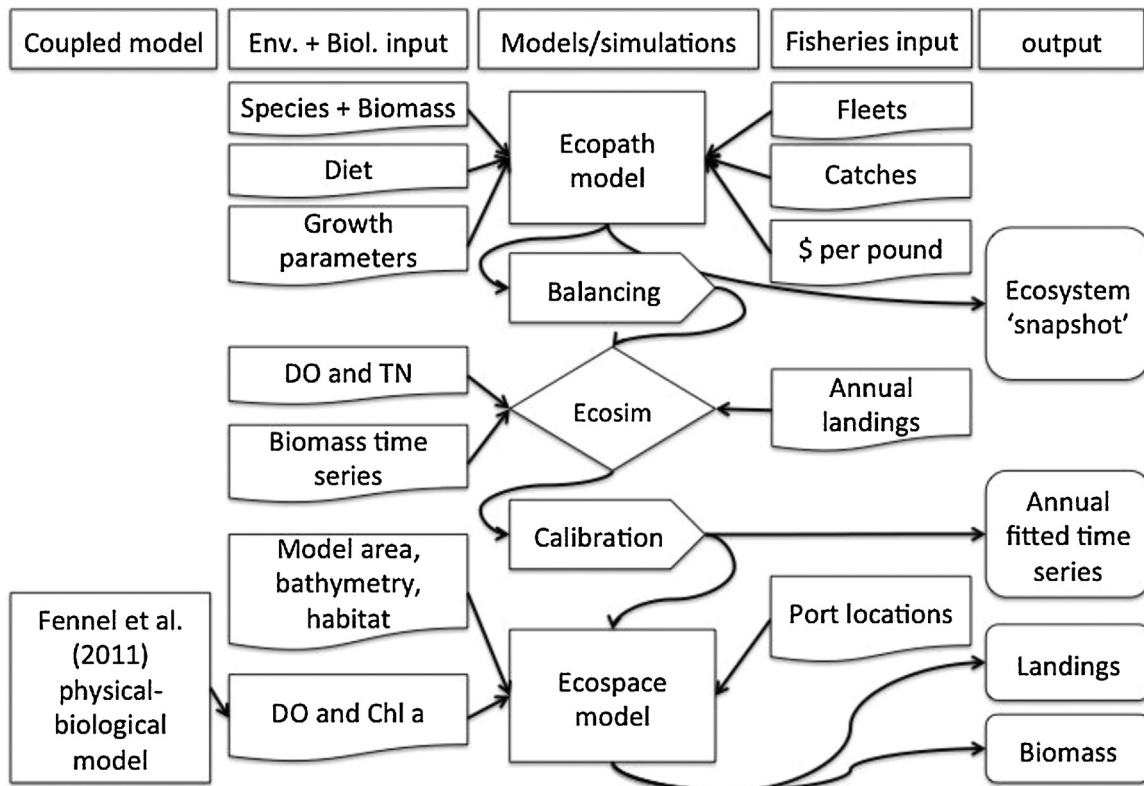 Coupled model
Env. + Biol. input
Models/simulations
Fisheries input
output
Species + Biomass
Diet
Growth
parameters
Ecopath
model
Fleets
Catches
$ per pound
Balancing
Ecosystem
‘snapshot’
DO and TN
Biomass time
series
Ecosim
Annual
landings
Calibration
Annual
fitted time
series
Model area,
bathymetry,
habitat
Port locations
Fennel et al.
(2011)
physical-
biological
model
DO and Chl a
Ecospace
model
Landings
Biomass